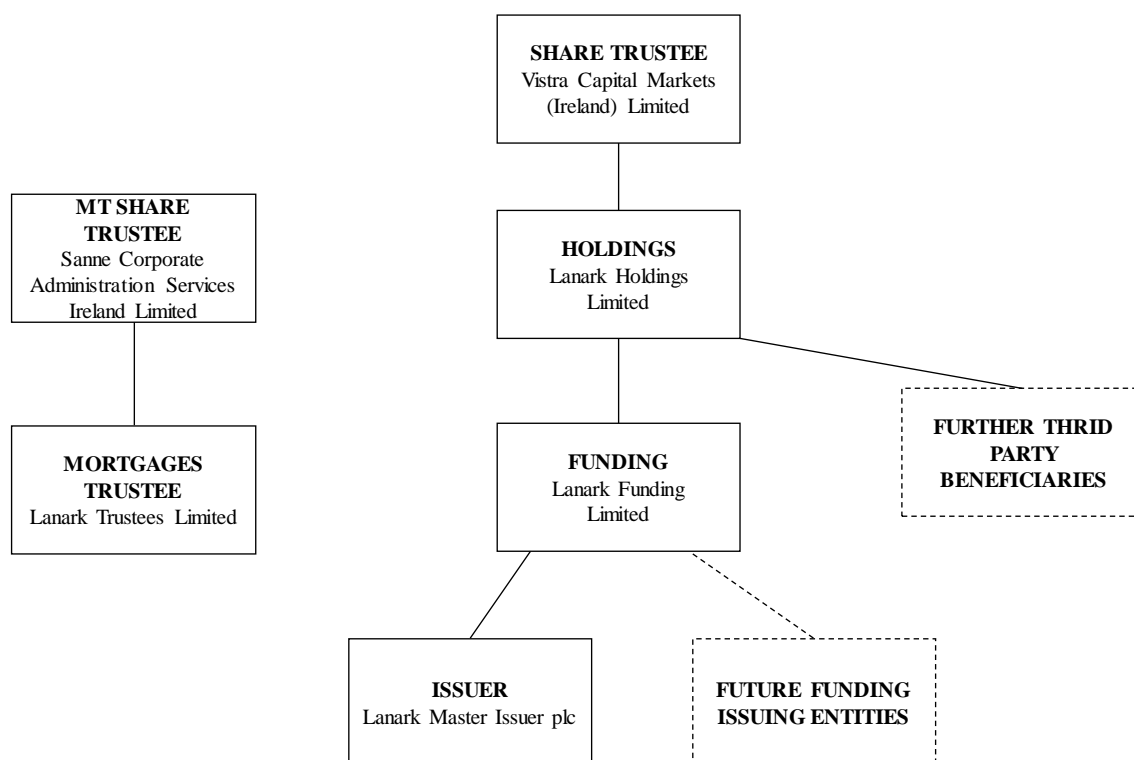 SHARE TRUSTEE
Vistra Capital Markets
(Ireland) Limited
MT SHARE
TRUSTEE
Sanne Corporate
Administration Services
Ireland Limited
HOLDINGS
Lanark Holdings
Limited
MORTGAGES
TRUSTEE
Lanark Trustees Limited
FUNDING
Lanark Funding
Limited
FURTHER THRID
PARTY
BENEFICIARIES
ISSUER
Lanark Master Issuer plc
FUTURE FUNDING
ISSUING ENTITIES